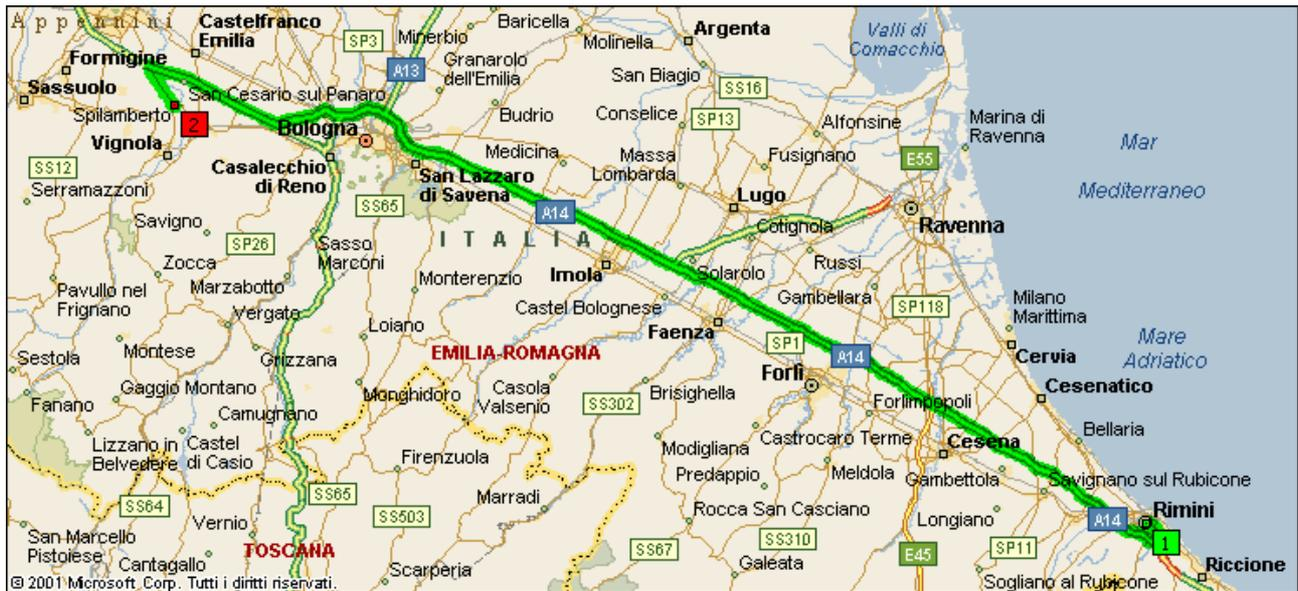 Appennini
Castelfranco
Emilia
SP3
Minerbio
Baricella
Molinella
Argenta
Valli di
Comacchio
Formigine
A13
Granarolo
dell'Emilia
San Biagio
SS16
Sassuolo
San Cesario sul Panaro
Spilamberto
2
Budrio
Conselice
SP13
Alfonsine
Marina di
Ravenna
Mar
Mediterraneo
Bologna
Vignola
Medicina
Massa
Lombarda
Fusignano
E55
SS12
Casalecchio
di Reno
San Lazzaro
di Savena
Serramazzoni
SS65
A14
Lugo
Ravenna
Savigno
SP26
ITALIA
Cotignola
Sasso
Marconi
Zocca
Marzabotto
Monterenzio
Imola
Solarolo
Russi
Pavullo nel
Frignano
Castel Bolognese
Gambellara
SP118
Milano
Marittima
Vergato
Loiano
Faenza
SP1
A14
Mare
Adriatico
Sestola
Montese
Grizzana
EMILIA-ROMAGNA
Forlì
Cervia
Gaggio Montano
Monghidoro
Casola
Valsenio
SS302
Brisighella
Forlimpopoli
Cesenatico
Fanano
Camugnano
Bellaria
Lizzano in
Belvedere
Castel
di Casio
Firenzuola
Modigliana
Castrocaro Terme
Cesena
Predappio
Meldola
Gambettola
Savignano sul Rubicone
SS64
SS65
SS503
Marradi
Rocca San Casciano
Longiano
A14
Rimini
San Marcello
Pistoiese
Vernio
TOSCANA
SS67
SS310
E45
SP11
1
Cantagallo
Scarperia
Galeata
Sogliano al Rubicone
Riccione
© 2001 Microsoft Corp. Tutti i diritti riservati.